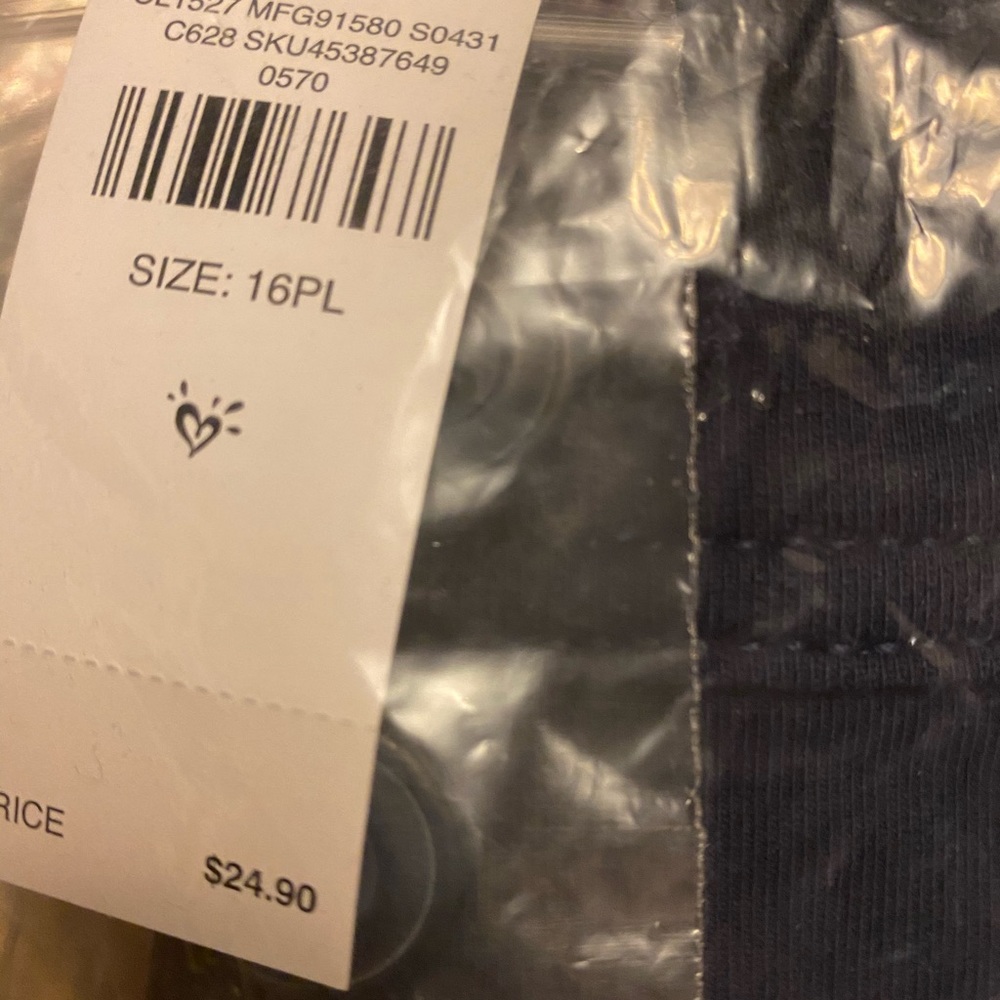 MFG91580 S0431
C628 SKU45387649
0570
SIZE: 16PL
RICE
$24.90